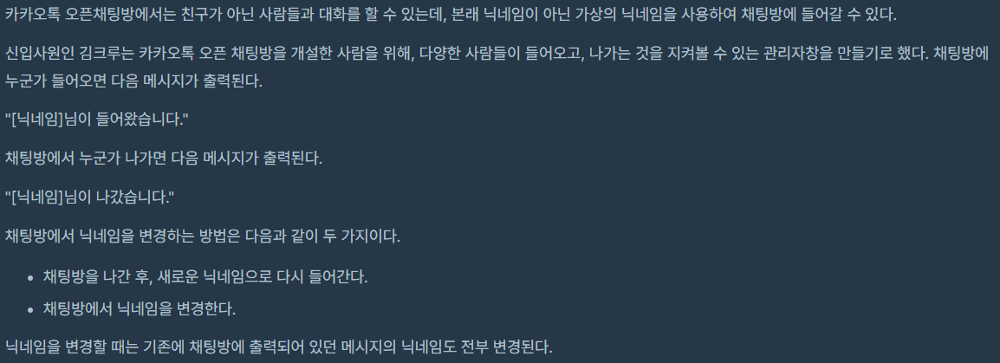 카카오톡 오픈채팅방에서는 친구가 아닌 사람들과 대화를 할 수 있는데, 본래 닉네임이 아닌 가상의 닉네임을 사용하여 채팅방에 들어갈 수 있다.
신입사원인 김크루는 카카오톡 오픈 채팅방을 개설한 사람을 위해, 다양한 사람들이 들어오고, 나가는 것을 지켜볼 수 있는 관리자창을 만들기로 했다. 채팅방에
누군가 들어오면 다음 메시지가 출력된다.
"[닉네임]님이 들어왔습니다."
채팅방에서 누군가 나가면 다음 메시지가 출력된다.
"[닉네임]님이 나갔습니다."
채팅방에서 닉네임을 변경하는 방법은 다음과 같이 두 가지이다.
• 채팅방을 나간 후, 새로운 닉네임으로 다시 들어간다.
• 채팅방에서 닉네임을 변경한다.
닉네임을 변경할 때는 기존에 채팅방에 출력되어 있던 메시지의 닉네임도 전부 변경된다.